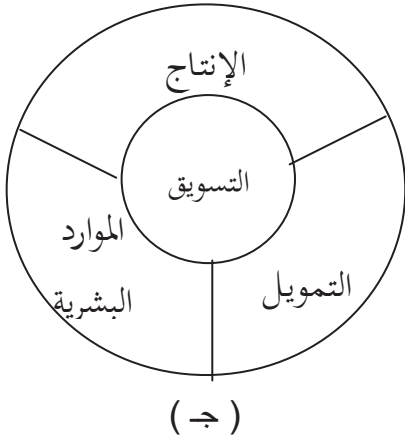 الإنتاج
التسويق
الموارد
البشرية
التمويل
( جـ )